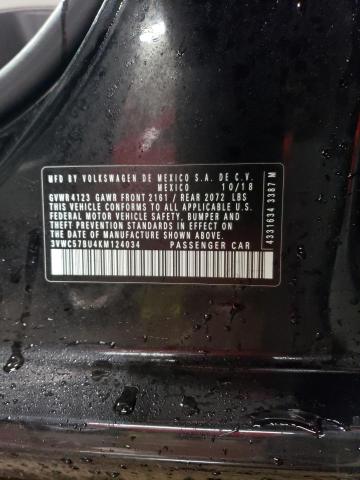 MFD BY VOLKSWAGEN DE MEXICO S.A. DE C.V.
MEXICO 10/18
GVWR4123 GAWR FRONT 2161 / REAR 2072 LBS
THIS VEHICLE CONFORMS TO ALL APPLICABLE U.S.
FEDERAL MOTOR VEHICLE SAFETY, BUMPER AND
THEFT PREVENTION STANDARDS IN EFFECT ON THE
DATE OF MANUFACTURE SHOWN ABOVE.
3VWC57BU4KM124034 PASSENGER CAR
4331634 3387 M